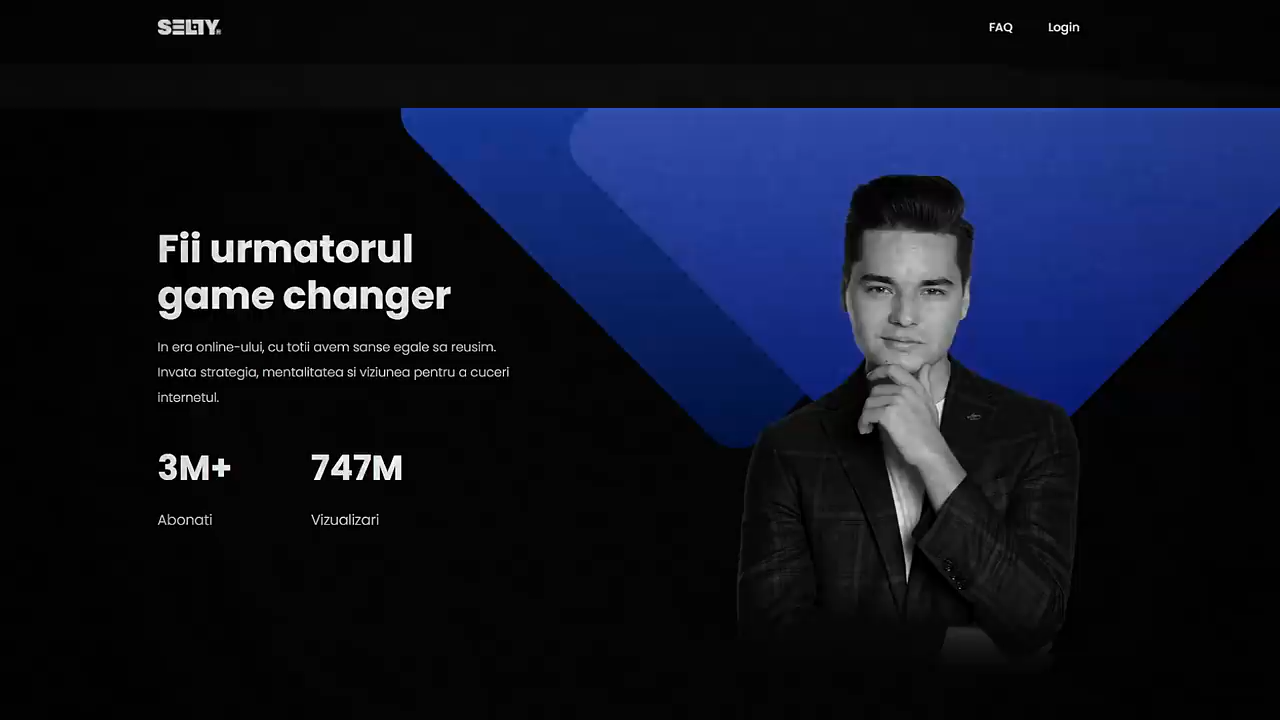 SELTY
FAQ
Login
Fii urmatorul
game changer
In era online-ului, cu totii avem sanse egale sa reusim.
Invata strategia, mentalitatea si viziunea pentru a cuceri
internetul.
3M+
747M
Abonati
Vizualizari